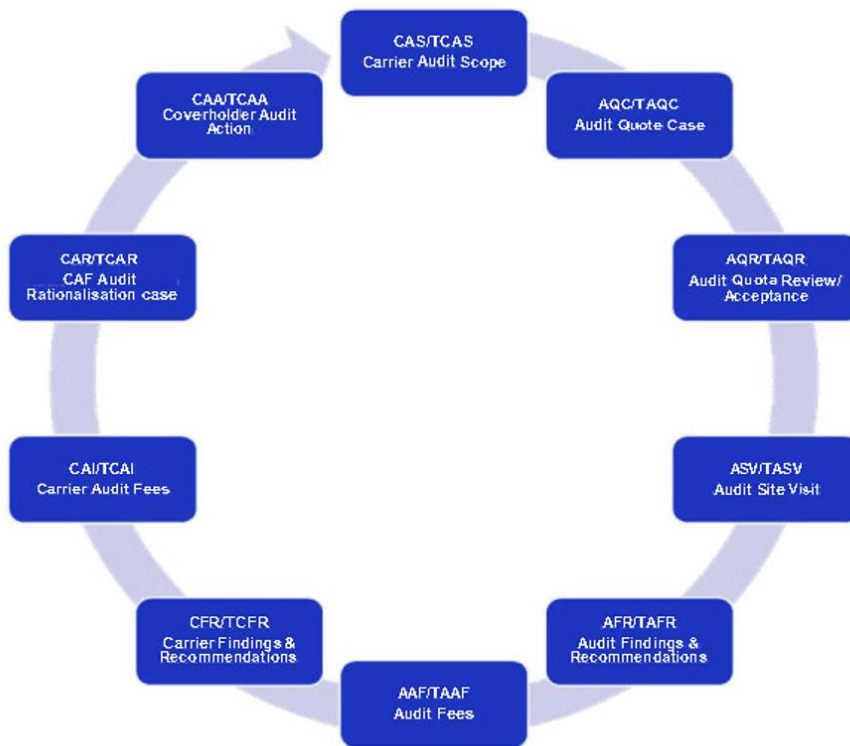 CAS/TCAS
Carrier Audit Scope
AQC/TAQC
Audit Quote Case
AQR/TAQR
Audit Quota Review/
Acceptance
ASV/TASV
Audit Site Visit
AFR/TAFR
Audit Findings &
Recommendations
AAF/TAAF
Audit Fees
CFR/TCFR
Carrier Findings &
Recommendations
CAI/TCAI
Carrier Audit Fees
CAR/TCAR
CAF Audit
Rationalisation case
CAA/TCAA
Coverholder Audit
Action